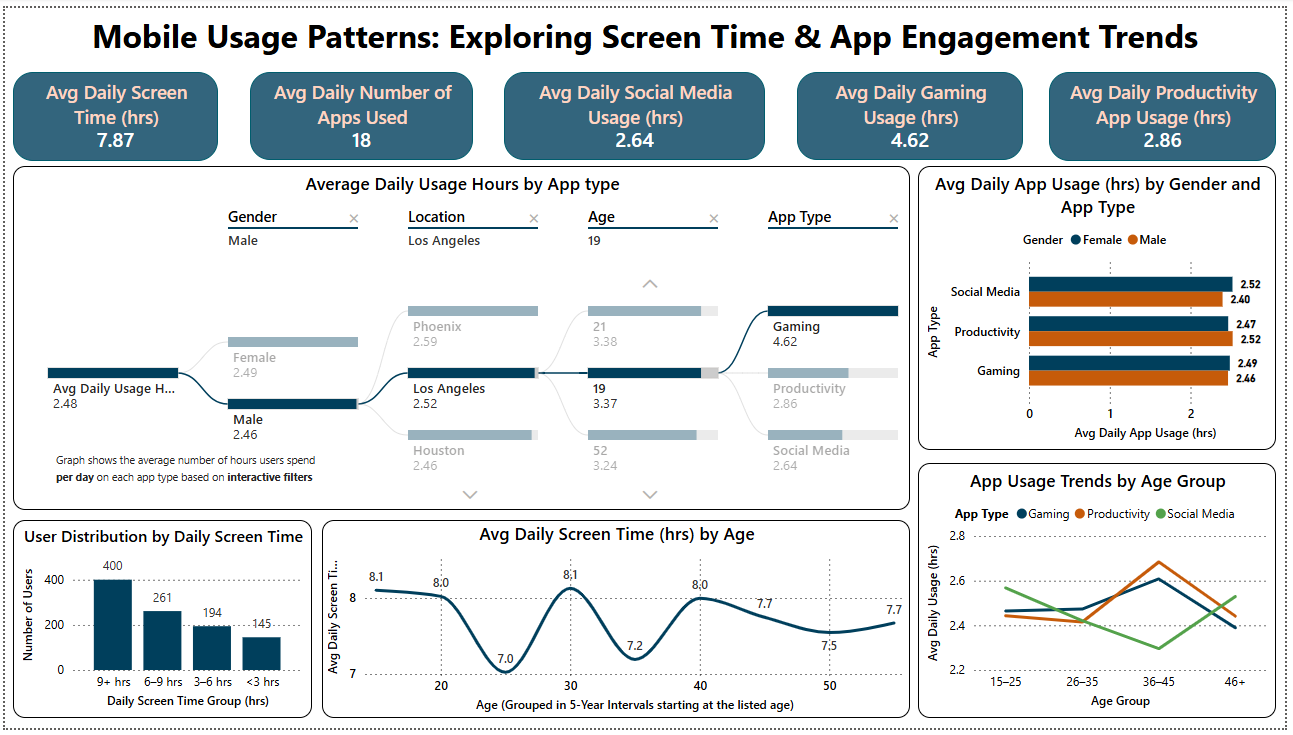 Mobile Usage Patterns: Exploring Screen Time & App Engagement Trends
Avg Daily Screen
Time (hrs)
7.87
Avg Daily Number of
Apps Used
18
Avg Daily Social Media
Usage (hrs)
2.64
Avg Daily Gaming
Usage (hrs)
4.62
Avg Daily Productivity
App Usage (hrs)
2.86
Average Daily Usage Hours by App type
Gender
Male
Location
Los Angeles
Age
19
App Type
Avg Daily Usage H...
2.48
Female
2.49
Male
2.46
Phoenix
2.59
Los Angeles
2.52
Houston
2.46
21
3.38
19
3.37
52
3.24
Gaming
4.62
Productivity
2.86
Social Media
2.64
Graph shows the average number of hours users spend
per day on each app type based on interactive filters
Avg Daily App Usage (hrs) by Gender and
App Type
Gender Female Male
App Type
Social Media
2.52
2.40
Productivity
2.47
2.52
Gaming
2.49
2.46
0 1 2
Avg Daily App Usage (hrs)
User Distribution by Daily Screen Time
Number of Users
400
200
0
400
261
194
145
9+ hrs 6–9 hrs 3–6 hrs <3 hrs
Daily Screen Time Group (hrs)
Avg Daily Screen Time (hrs) by Age
Avg Daily Screen Ti...
8
7
8.1
8.0
7.0
8.1
7.2
8.0
7.7
7.5
7.7
20 30 40 50
Age (Grouped in 5-Year Intervals starting at the listed age)
App Usage Trends by Age Group
App Type Gaming Productivity Social Media
Avg Daily Usage (hrs)
2.8
2.6
2.4
2.2
15–25 26–35 36–45 46+
Age Group